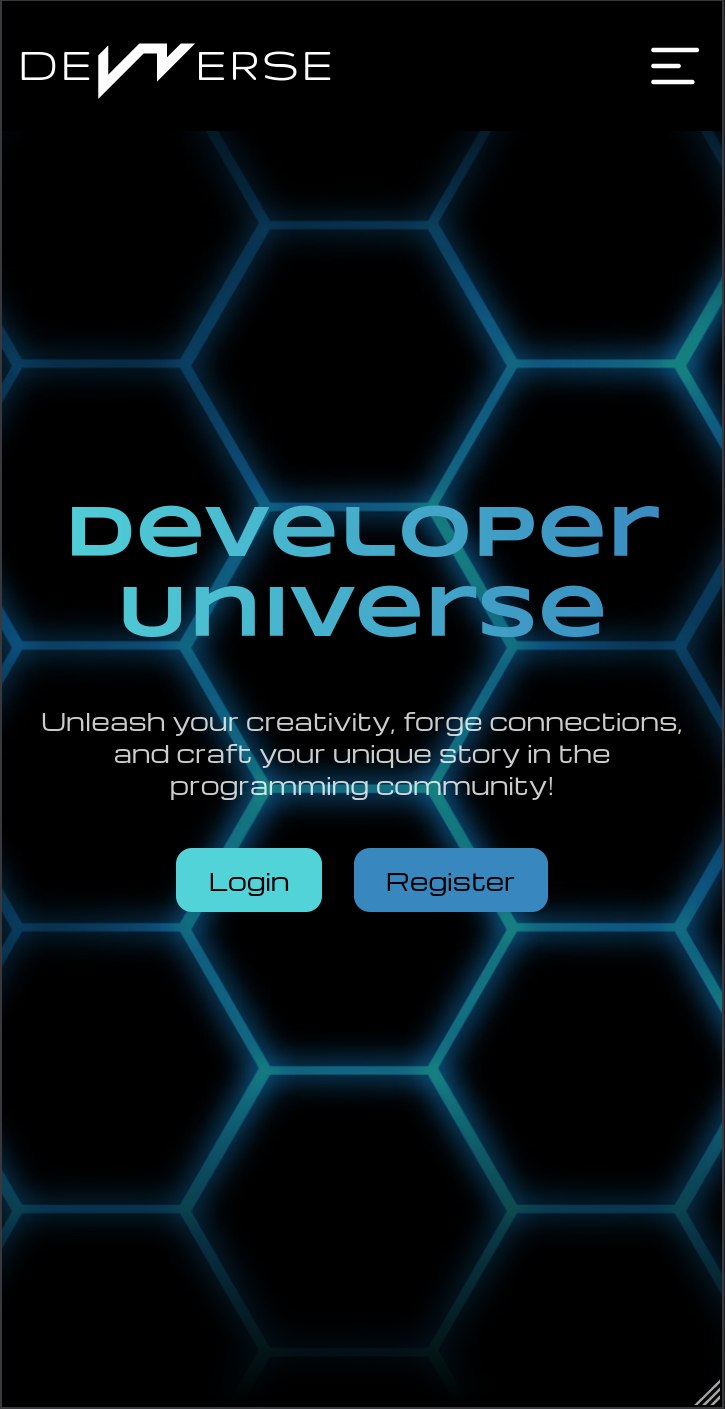 DEVVERSE
Developer
Universe
Unleash your creativity, forge connections,
and craft your unique story in the
programming community!
Login
Register